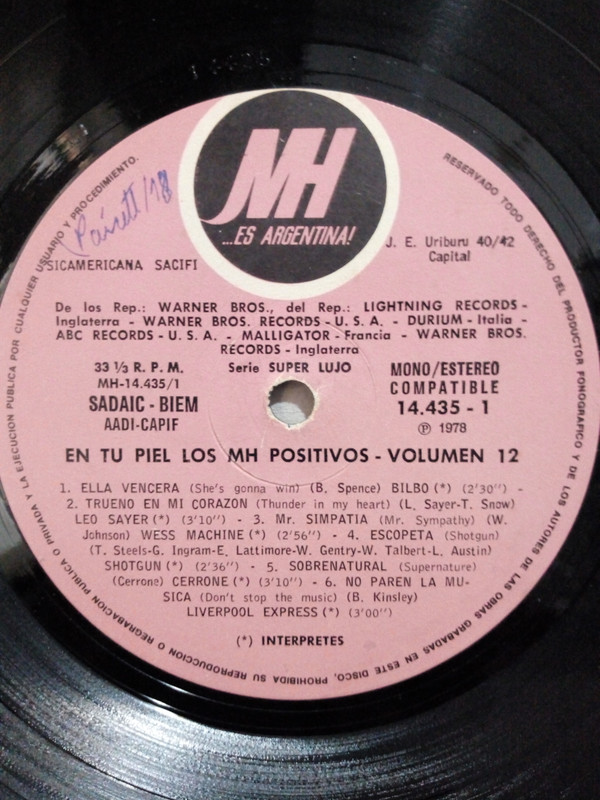 MH
...ES ARGENTINA!
RESERVADO TODO DERECHO DEL PRODUCTOR FONOGRAFICO Y DE LOS AUTORES DE LAS OBRAS GRABADAS EN ESTE DISCO, PROHIBIDA SU REPRODUCCION O REGRABACION PUBLICA O PRIVADA Y LA EJECUCION PUBLICA POR CUALQUIER USUARIO Y PROCEDIMIENTO.
SICAMERICANA SACIFI
J. E. Uriburu 40/42
Capital
De los Rep.: WARNER BROS., del Rep.: LIGHTNING RECORDS -
Inglaterra - WARNER BROS. RECORDS - U. S. A. - DURIUM - Italia -
ABC RECORDS - U. S. A. - MALLIGATOR - Francia - WARNER BROS.
RECORDS - Inglaterra
33 1/3 R. P. M.
MH-14.435/1
SADAIC - BIEM
AADI-CAPIF
Serie SUPER LUJO
MONO/ESTEREO
COMPATIBLE
14.435 - 1
℗ 1978
EN TU PIEL LOS MH POSITIVOS - VOLUMEN 12
1. ELLA VENCERA (She's gonna win) (B. Spence) BILBO (*) (2'30'') -
2. TRUENO EN MI CORAZON (Thunder in my heart) (L. Sayer-T. Snow)
LEO SAYER (*) (3'10'') - 3. Mr. SIMPATIA (Mr. Sympathy) (W.
Johnson) WESS MACHINE (*) (2'56'') - 4. ESCOPETA (Shotgun)
(T. Steels-G. Ingram-E. Lattimore-W. Gentry-W. Talbert-L. Austin)
SHOTGUN (*) (2'36'') - 5. SOBRENATURAL (Supernature)
(Cerrone) CERRONE (*) (3'10'') - 6. NO PAREN LA MU-
SICA (Don't stop the music) (B. Kinsley)
LIVERPOOL EXPRESS (*) (3'00'')
(*) INTERPRETES